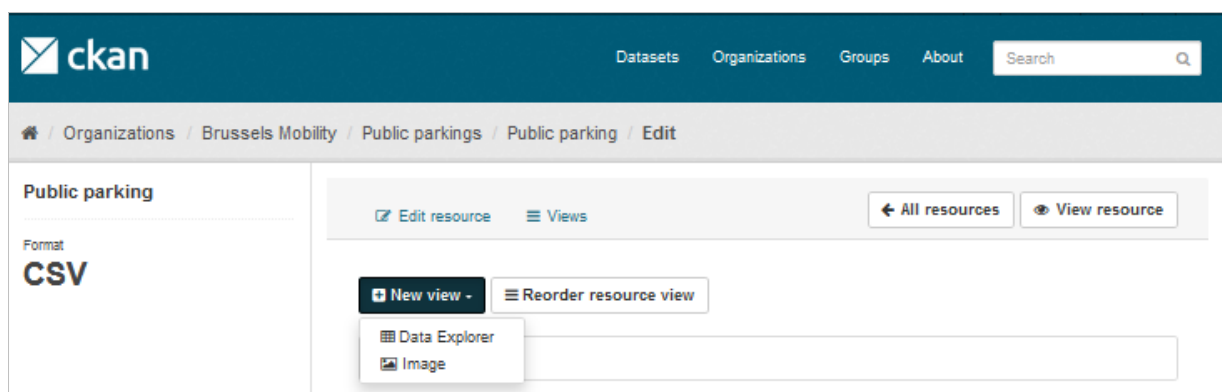 ckan
Datasets Organizations Groups About Search
/ Organizations / Brussels Mobility / Public parkings / Public parking / Edit
Public parking
Format
CSV
Edit resource Views
All resources View resource
New view Reorder resource view
Data Explorer
Image